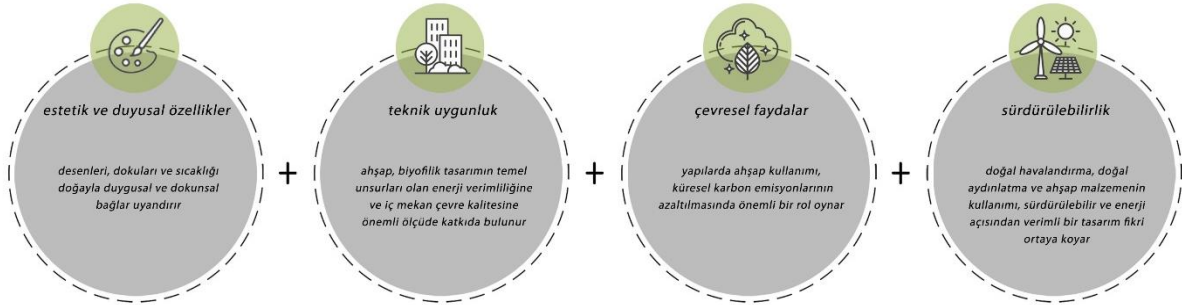 estetik ve duyusal özellikler
desenleri, dokuları ve sıcaklığı
doğayla duygusal ve dokunsal
bağlar uyandırır
+
teknik uygunluk
ahşap, biyofilik tasarımın temel
unsurları olan enerji verimliliğine
ve iç mekan çevre kalitesine
önemli ölçüde katkıda bulunur
+
çevresel faydalar
yapılarda ahşap kullanımı,
küresel karbon emisyonlarının
azaltılmasında önemli bir rol oynar
+
sürdürülebilirlik
doğal havalandırma, doğal
aydınlatma ve ahşap malzemenin
kullanımı, sürdürülebilir ve enerji
açısından verimli bir tasarım fikri
ortaya koyar